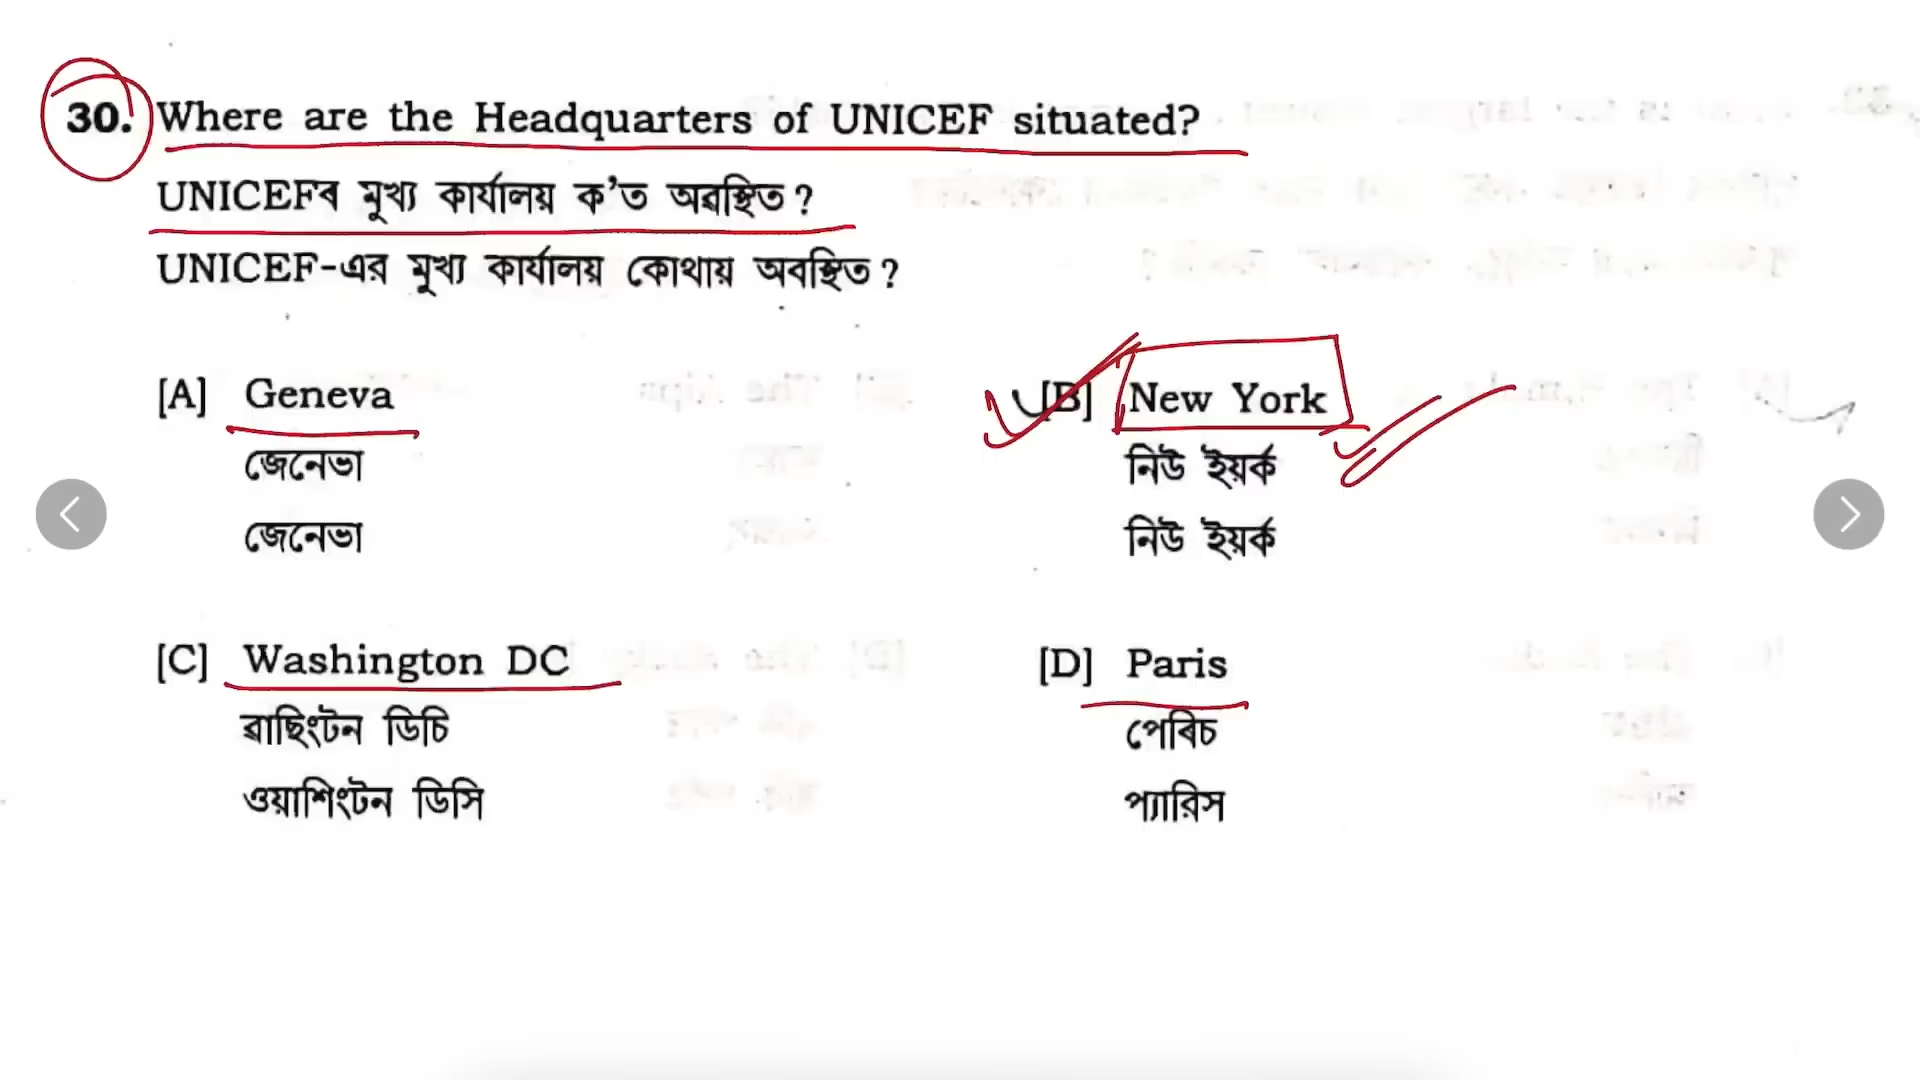 30. Where are the Headquarters of UNICEF situated?
UNICEFৰ মুখ্য কাৰ্যালয় ক'ত অৱস্থিত?
UNICEF-এর মুখ্য কার্যালয় কোথায় অবস্থিত?
[A] Geneva
জেনেভা
জেনেভা
[B] New York
নিউ ইয়ৰ্ক
নিউ ইয়র্ক
[C] Washington DC
ৱাছিংটন ডিচি
ওয়াশিংটন ডিসি
[D] Paris
পেৰিচ
প্যারিস